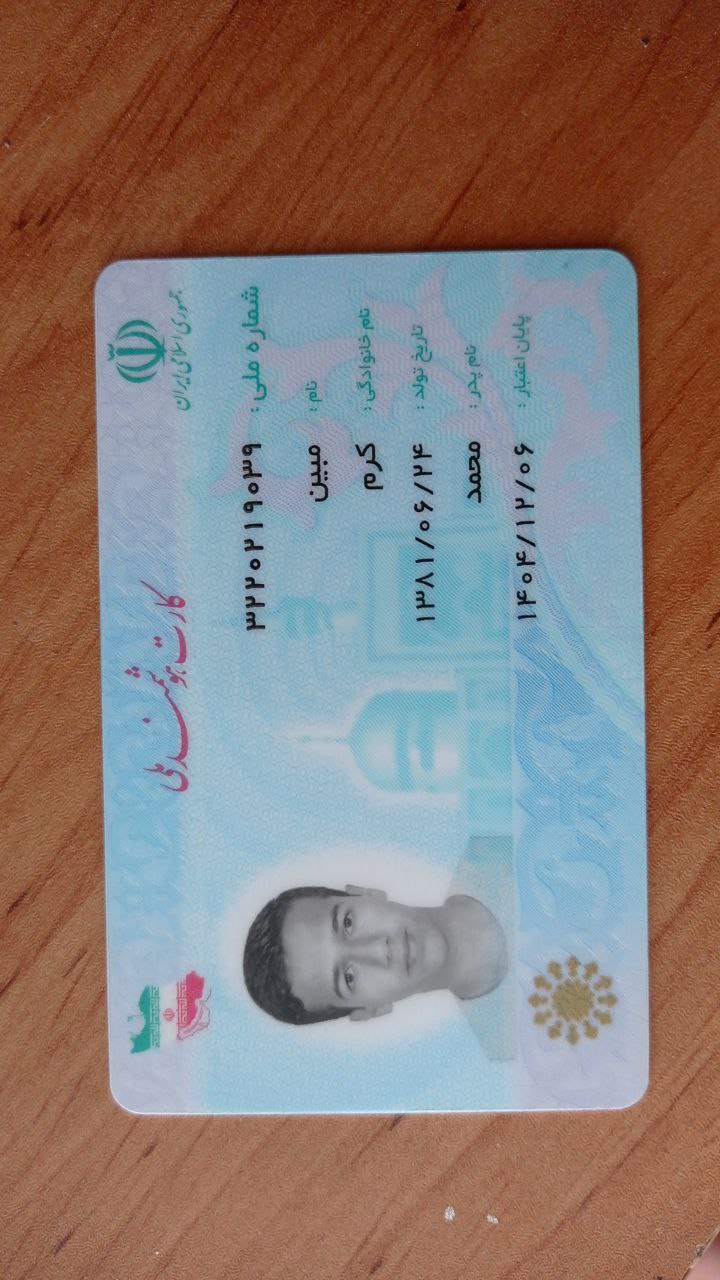 جمهوری اسلامی ایران
کارت هوشمند ملی
شماره ملی : ۳۲۲۰۲۱۹۰۳۹
نام : مبین
نام خانوادگی : کرم
تاریخ تولد : ۱۳۸۱/۰۶/۲۴
نام پدر : محمد
پایان اعتبار : ۱۴۰۴/۱۲/۰۶